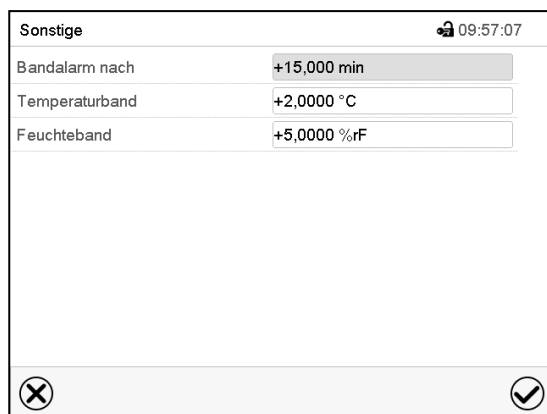 Sonstige 09:57:07
Bandalarm nach +15,000 min
Temperaturband +2,0000 °C
Feuchteband +5,0000 %rF